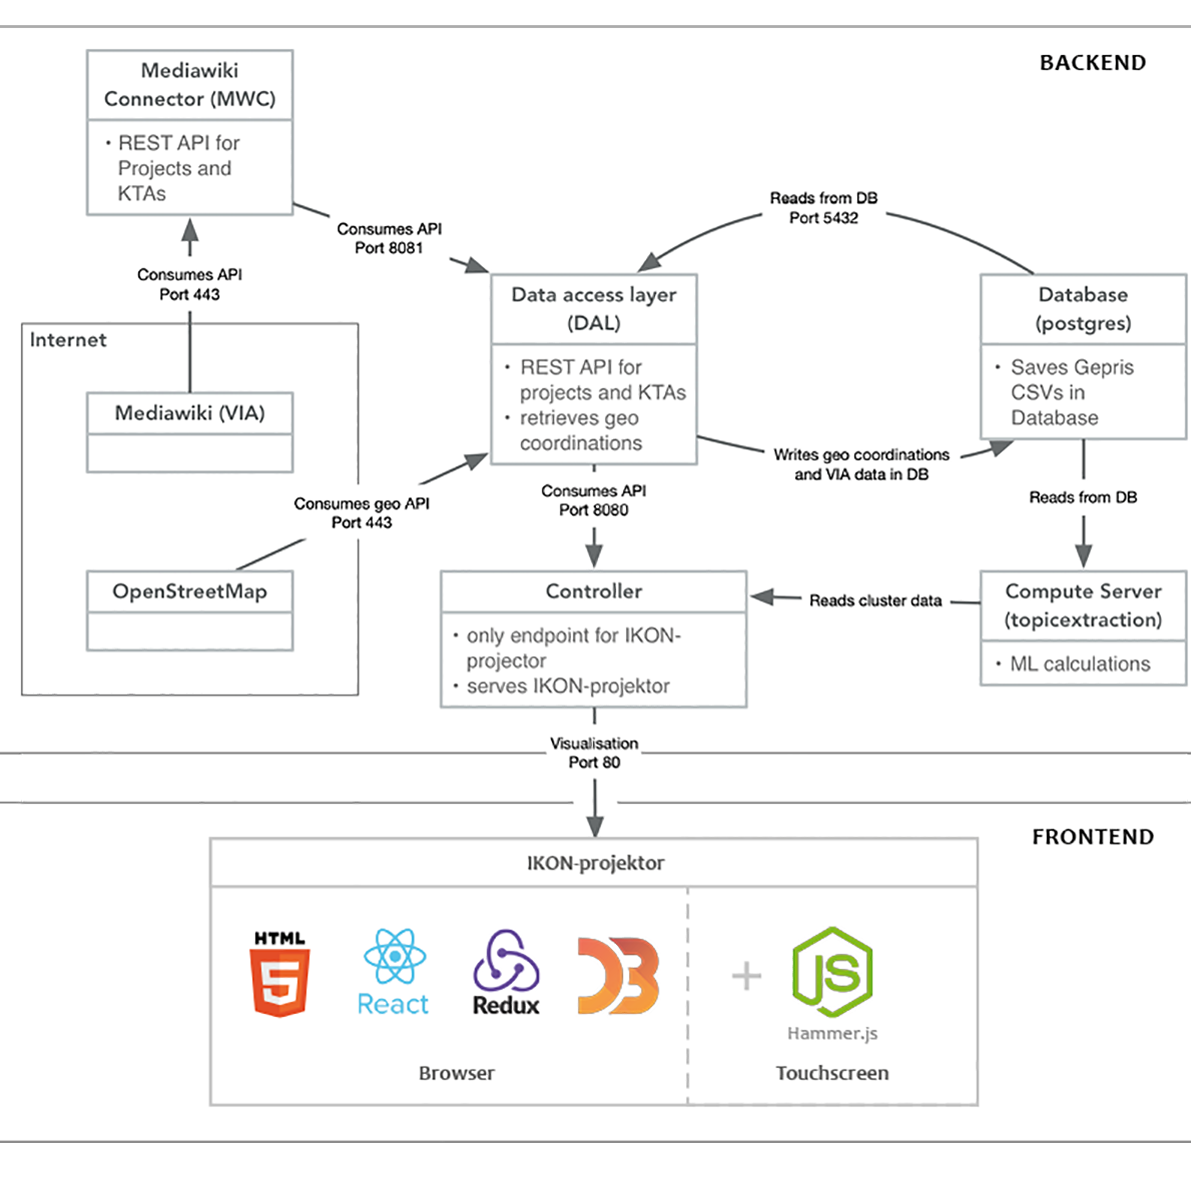 BACKEND
Mediawiki
Connector (MWC)
• REST API for
Projects and
KTAs
Consumes API
Port 8081
Reads from DB
Port 5432
Consumes API
Port 443
Internet
Mediawiki (VIA)
Data access layer
(DAL)
• REST API for
projects and KTAs
• retrieves geo
coordinations
Database
(postgres)
• Saves Gepris
CSVs in
Database
Writes geo coordinations
and VIA data in DB
Consumes geo API
Port 443
Consumes API
Port 8080
Reads from DB
OpenStreetMap
Controller
• only endpoint for IKON-
projector
• serves IKON-projektor
Reads cluster data
Compute Server
(topicextraction)
• ML calculations
Visualisation
Port 80
FRONTEND
IKON-projektor
HTML
5
React
Redux
D3
+
JS
Hammer.js
Browser
Touchscreen